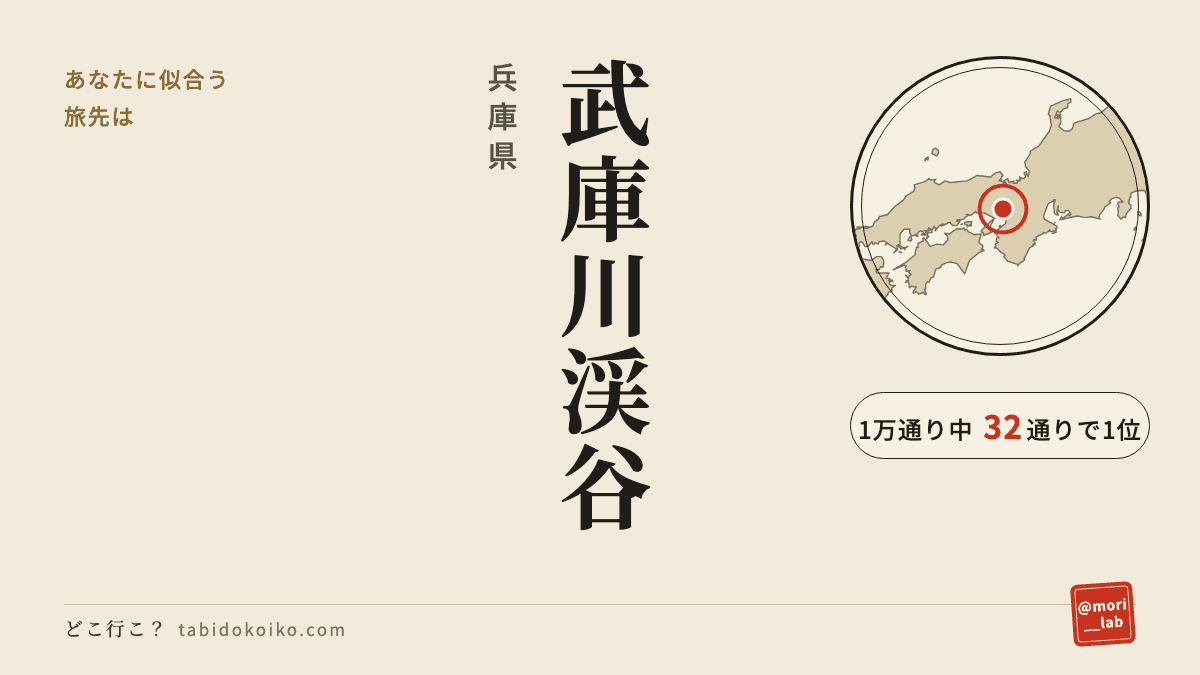 あなたに似合う
旅先は
兵庫県
武庫川渓谷
1万通り中 32通りで1位
どこ行こ？ tabidokoiko.com
@mori
__lab